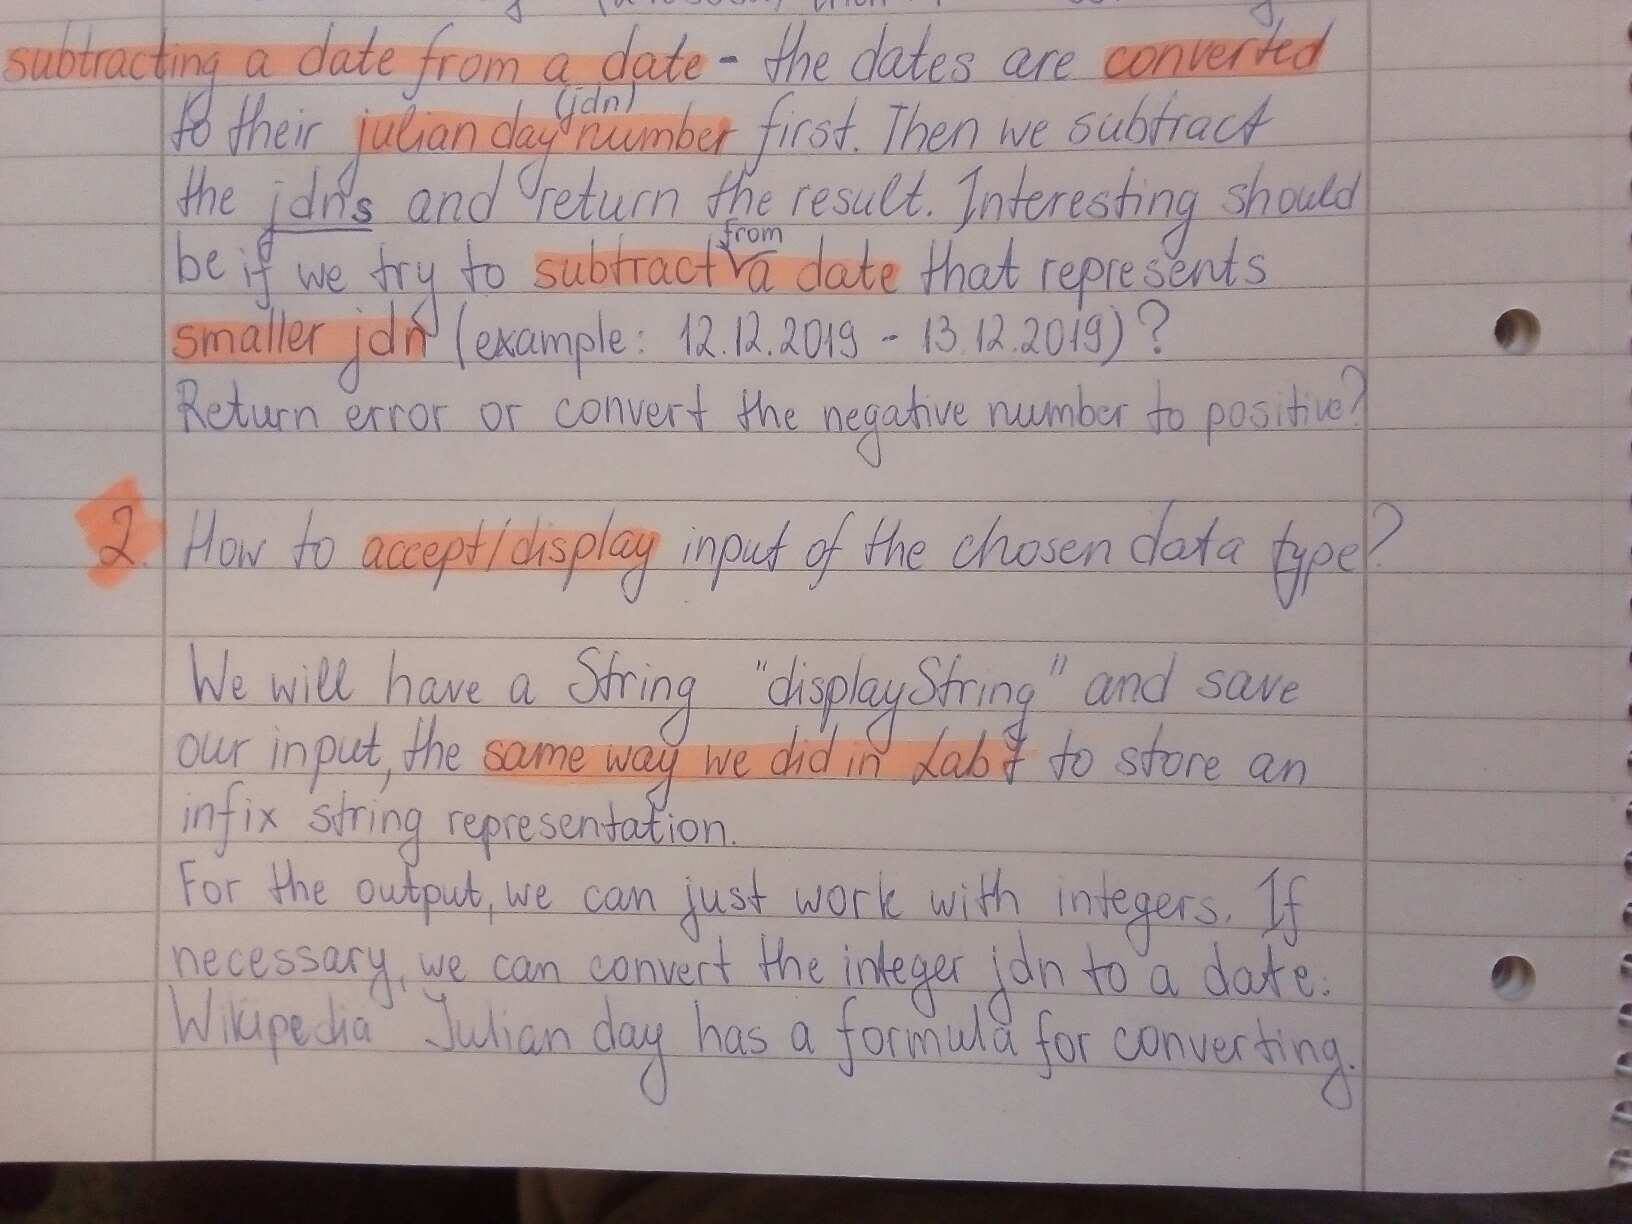 subtracting a date from a date - the dates are converted
(jdn)
to their julian day number first. Then we subtract
the jdn's and return the result. Interesting should
from
be if we try to subtract a date that represents
smaller jdn (example: 12.12.2019 - 13.12.2019)?
Return error or convert the negative number to positive?
2. How to accept/display input of the chosen data type?
We will have a String "displayString" and save
our input, the same way we did in Lab 7 to store an
infix string representation.
For the output, we can just work with integers. If
necessary, we can convert the integer jdn to a date.
Wikipedia Julian day has a formula for converting.